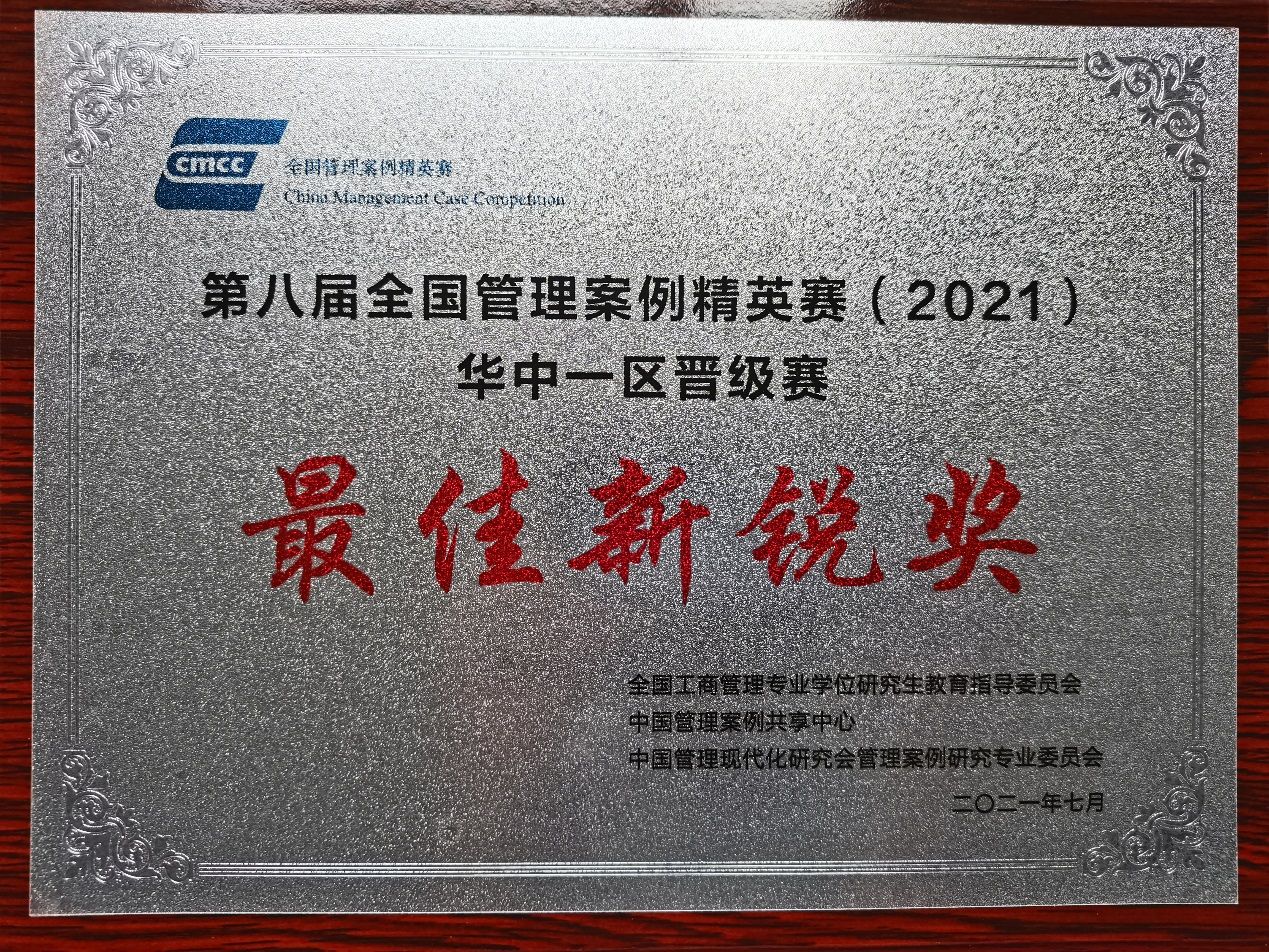 cmcc
全国管理案例精英赛
China Management Case Competition
第八届全国管理案例精英赛（2021）
华中一区晋级赛
最佳新锐奖
全国工商管理专业学位研究生教育指导委员会
中国管理案例共享中心
中国管理现代化研究会管理案例研究专业委员会
二〇二一年七月